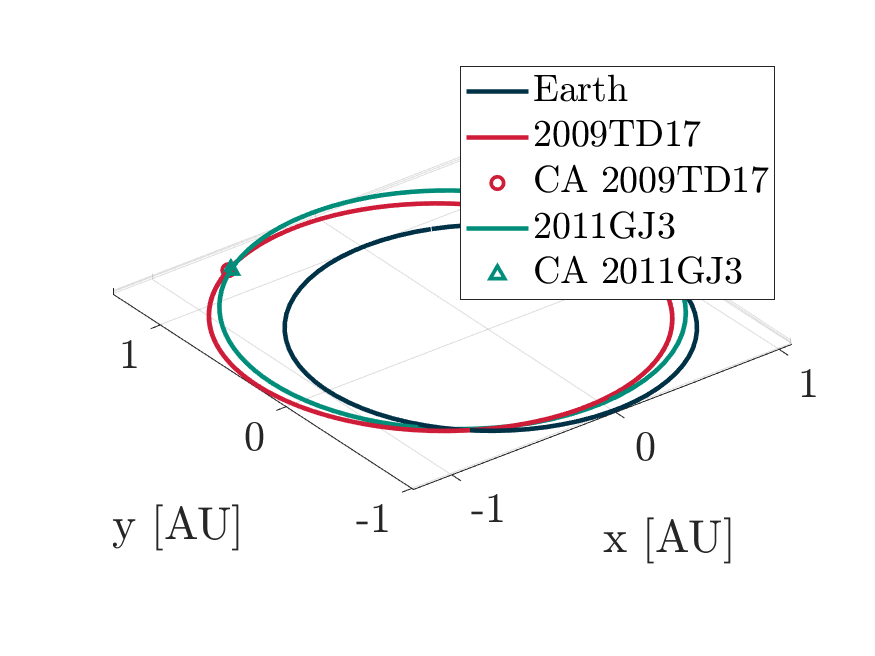 Earth
2009TD17
CA 2009TD17
2011GJ3
CA 2011GJ3
1
0
-1
y [AU]
-1
0
1
x [AU]